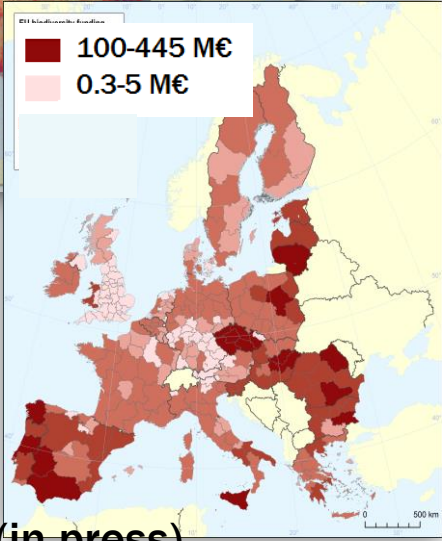 EU biodiversity funding
100-445 M€
0.3-5 M€
0 500 km
(in press)